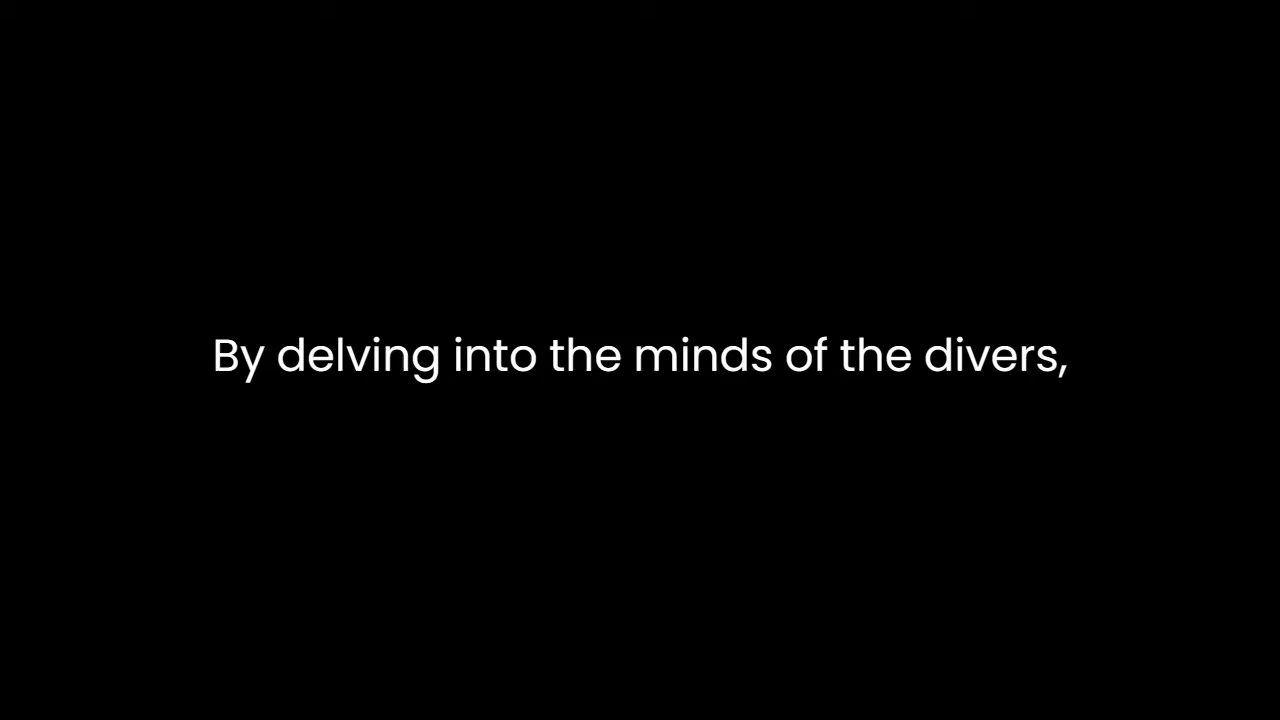 By delving into the minds of the divers,